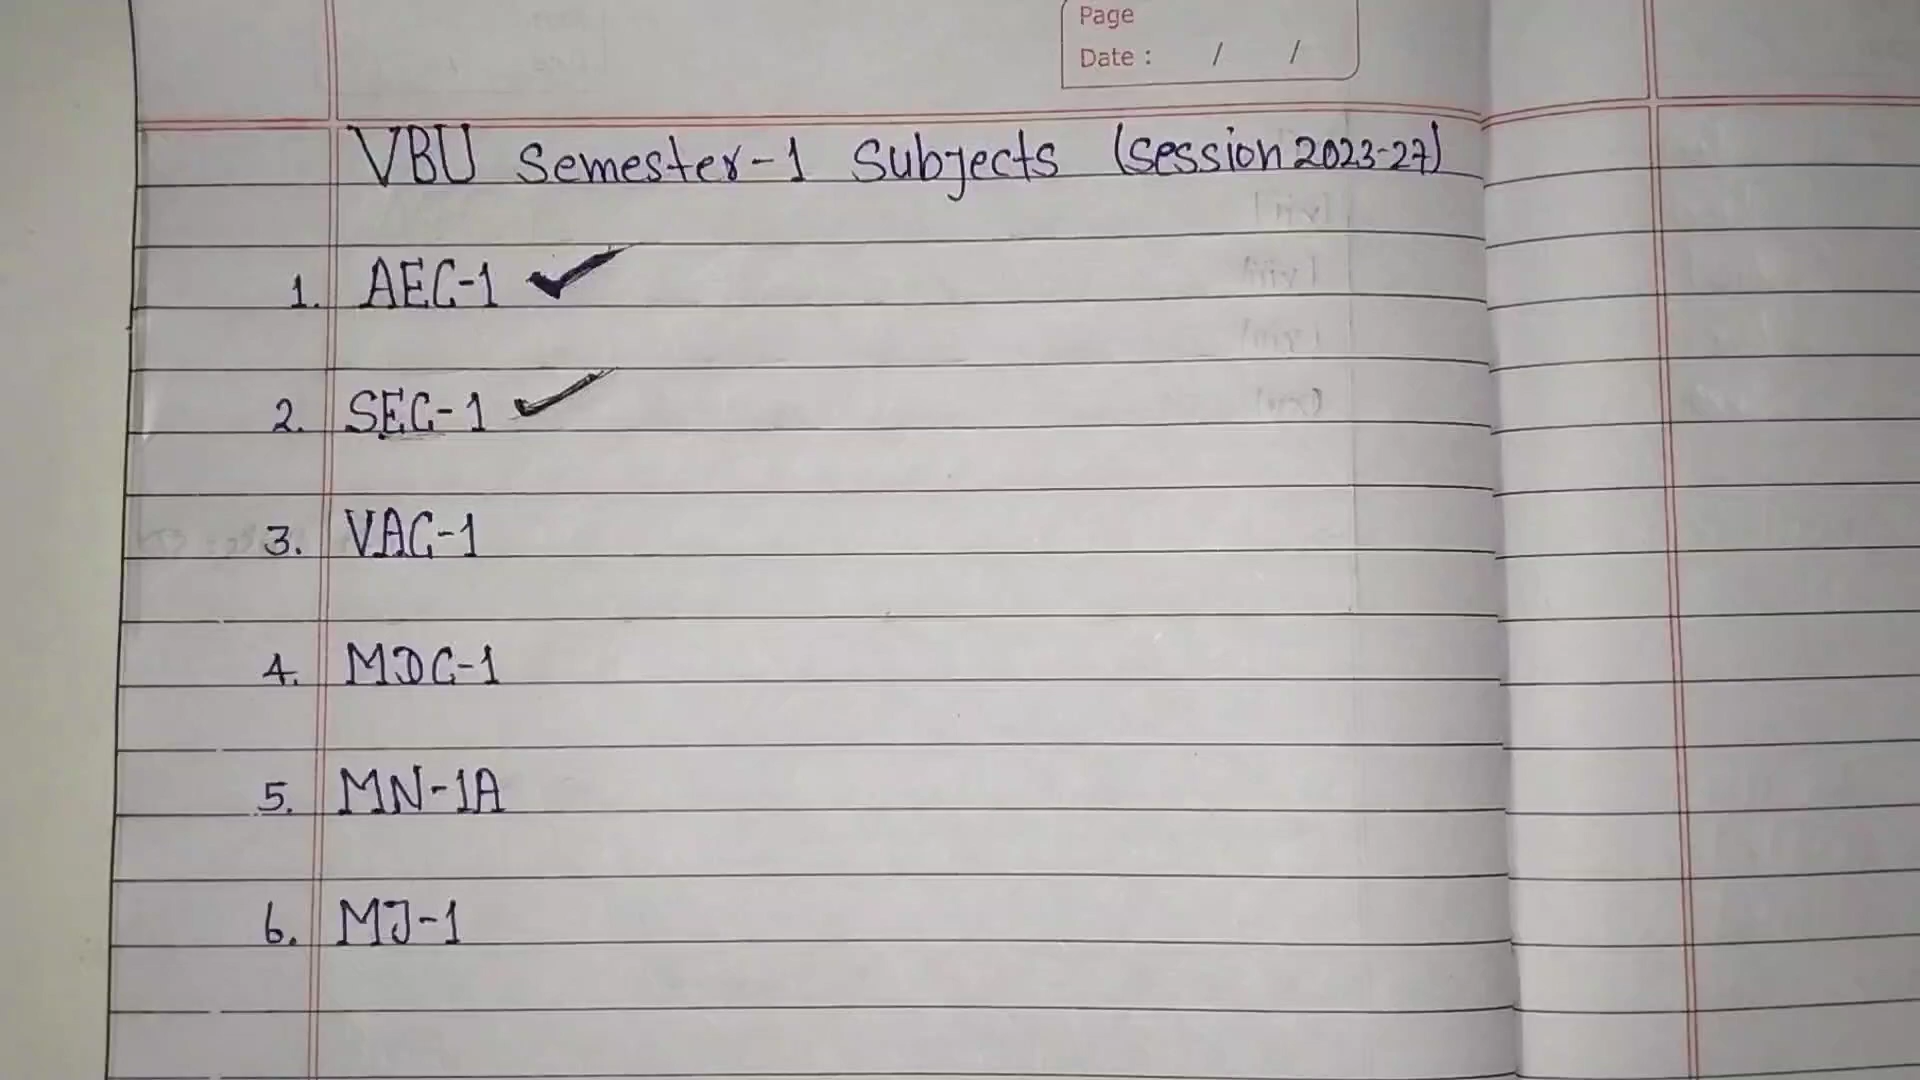 Page
Date : / /
VBU Semester-1 Subjects (Session 2023-27)
1. AEC-1 ✔
2. SEC-1 ✔
3. VAC-1
4. MDC-1
5. MN-1A
6. MJ-1